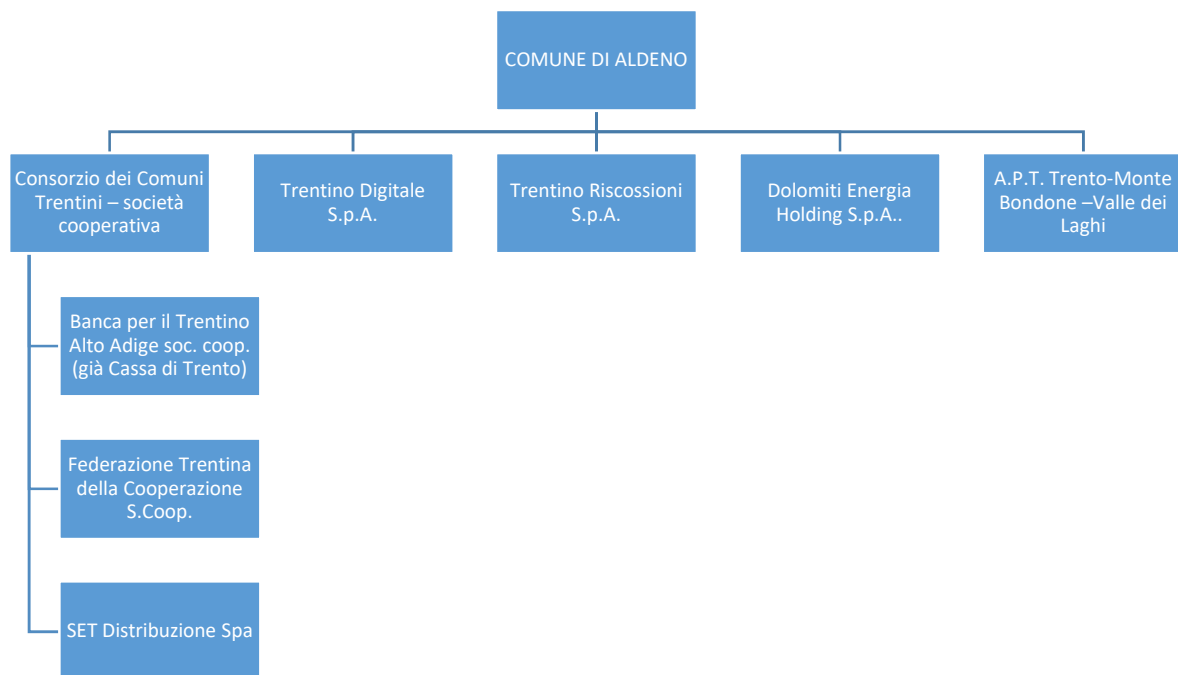 COMUNE DI ALDENO
Consorzio dei Comuni
Trentini – società
cooperativa
Trentino Digitale
S.p.A.
Trentino Riscossioni
S.p.A.
Dolomiti Energia
Holding S.p.A..
A.P.T. Trento-Monte
Bondone –Valle dei
Laghi
Banca per il Trentino
Alto Adige soc. coop.
(già Cassa di Trento)
Federazione Trentina
della Cooperazione
S.Coop.
SET Distribuzione Spa